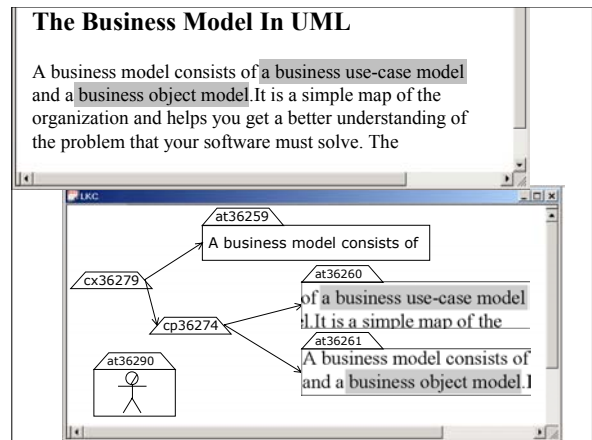 The Business Model In UML
A business model consists of a business use-case model
and a business object model.It is a simple map of the
organization and helps you get a better understanding of
the problem that your software must solve. The
LKC
at36259
A business model consists of
cx36279
at36260
of a business use-case model
l.It is a simple map of the
cp36274
at36261
A business model consists of
and a business object model.I
at36290